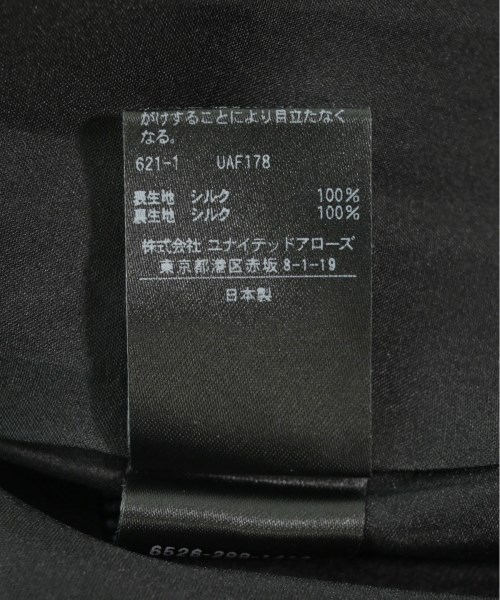 がけすることにより目立たなく
なる。
621-1 UAF178
表生地 シルク 100%
裏生地 シルク 100%
株式会社 ユナイテッドアローズ
東京都港区赤坂 8-1-19
日本製